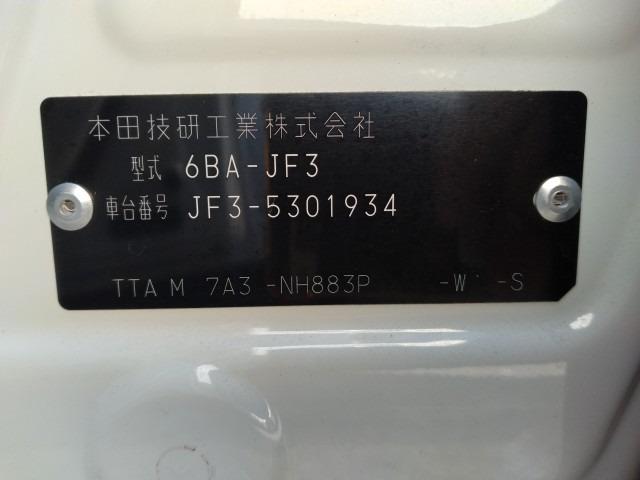 本田技研工業株式会社
型式 6BA-JF3
車台番号 JF3-5301934
TTA M 7A3 -NH883P -W -S